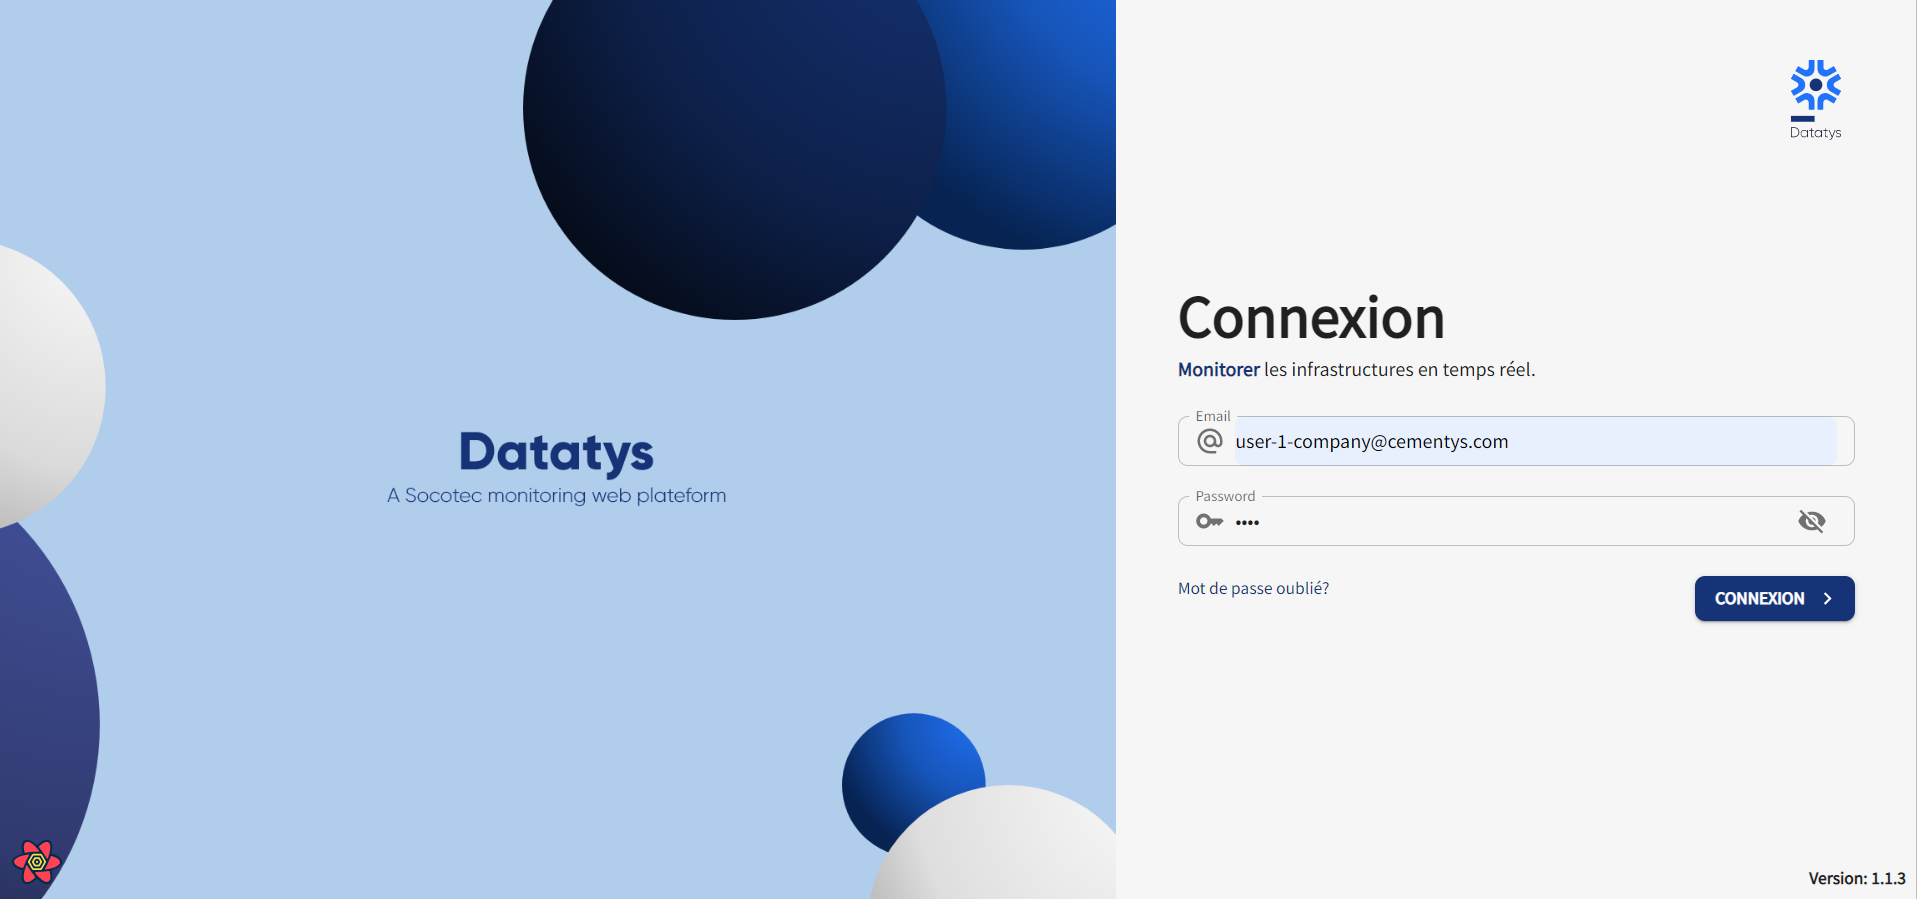 Datatys
A Socotec monitoring web plateform
Datatys
Connexion
Monitorer les infrastructures en temps réel.
Email
user-1-company@cementys.com
Password
••••
Mot de passe oublié?
CONNEXION
Version: 1.1.3